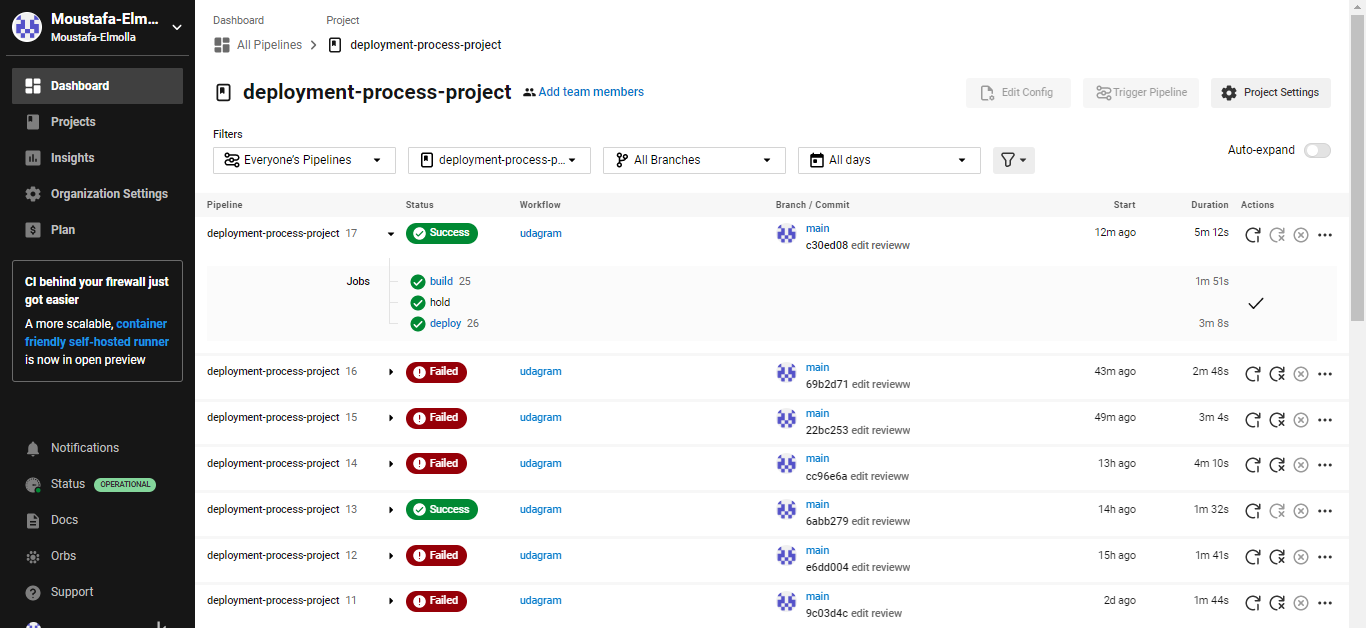 Moustafa-Elm...
Moustafa-Elmolla
Dashboard
Projects
Insights
Organization Settings
Plan
CI behind your firewall just
got easier
A more scalable, container
friendly self-hosted runner
is now in open preview
Notifications
Status OPERATIONAL
Docs
Orbs
Support
Dashboard Project
All Pipelines deployment-process-project
deployment-process-project Add team members
Edit Config Trigger Pipeline Project Settings
Filters
Everyone's Pipelines deployment-process-p... All Branches All days
Auto-expand
Pipeline Status Workflow Branch / Commit Start Duration Actions
deployment-process-project 17 Success udagram main 12m ago 5m 12s
c30ed08 edit revieww
Jobs build 25 1m 51s
hold
deploy 26 3m 8s
deployment-process-project 16 Failed udagram main 43m ago 2m 48s
69b2d71 edit revieww
deployment-process-project 15 Failed udagram main 49m ago 3m 4s
22bc253 edit revieww
deployment-process-project 14 Failed udagram main 13h ago 4m 10s
cc96e6a edit revieww
deployment-process-project 13 Success udagram main 14h ago 1m 32s
6abb279 edit revieww
deployment-process-project 12 Failed udagram main 15h ago 1m 41s
e6dd004 edit revieww
deployment-process-project 11 Failed udagram main 2d ago 1m 44s
9c03d4c edit review